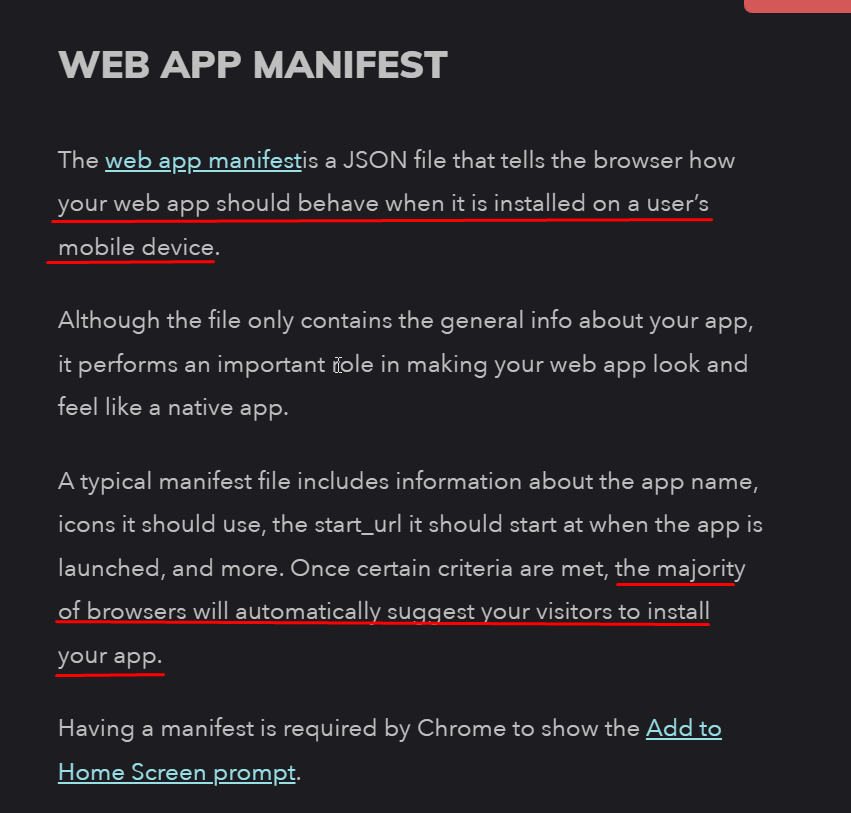 WEB APP MANIFEST
The web app manifestis a JSON file that tells the browser how
your web app should behave when it is installed on a user’s
mobile device.
Although the file only contains the general info about your app,
it performs an important role in making your web app look and
feel like a native app.
A typical manifest file includes information about the app name,
icons it should use, the start_url it should start at when the app is
launched, and more. Once certain criteria are met, the majority
of browsers will automatically suggest your visitors to install
your app.
Having a manifest is required by Chrome to show the Add to
Home Screen prompt.